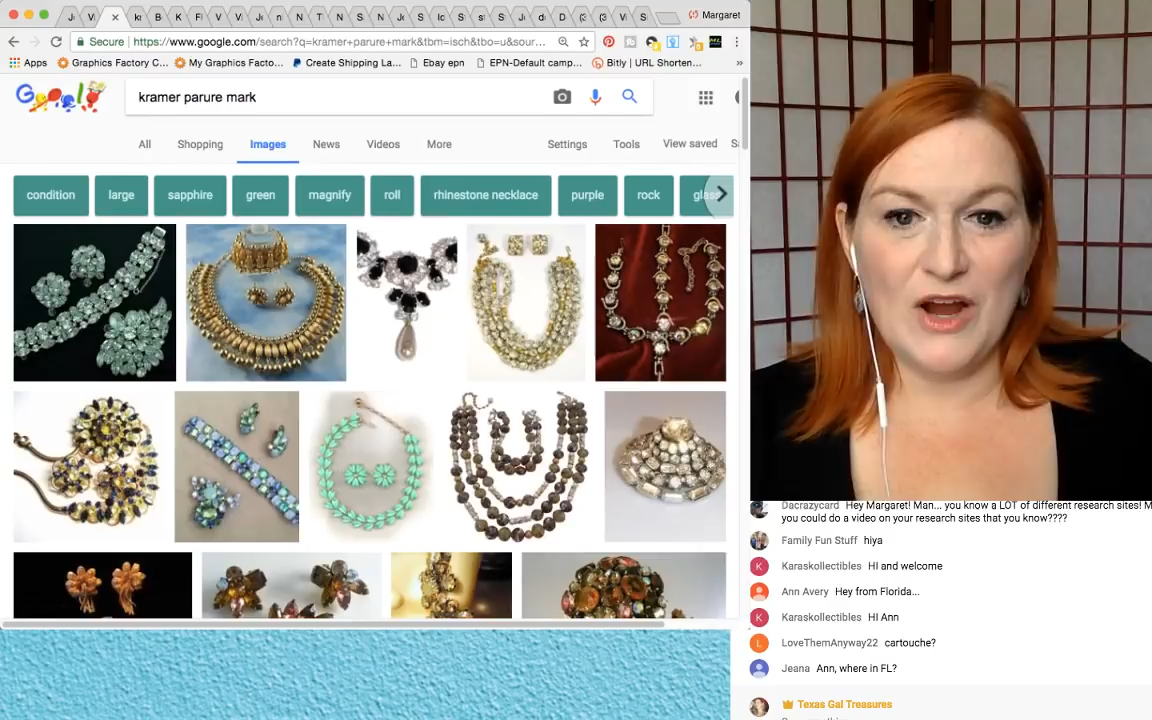 Margaret
Secure https://www.google.com/search?q=kramer+parure+mark&tbm=isch&tbo=u&sour...
Apps Graphics Factory C... My Graphics Facto... Create Shipping La... Ebay epn EPN-Default camp... Bitly | URL Shorten...
kramer parure mark
All Shopping Images News Videos More Settings Tools View saved
condition large sapphire green magnify roll rhinestone necklace purple rock
Dacrazycard Hey Margaret! Man... you know a LOT of different research sites!
you could do a video on your research sites that you know????
Family Fun Stuff hiya
Karaskollectibles HI and welcome
Ann Avery Hey from Florida...
Karaskollectibles HI Ann
LoveThemAnyway22 cartouche?
Jeana Ann, where in FL?
Texas Gal Treasures